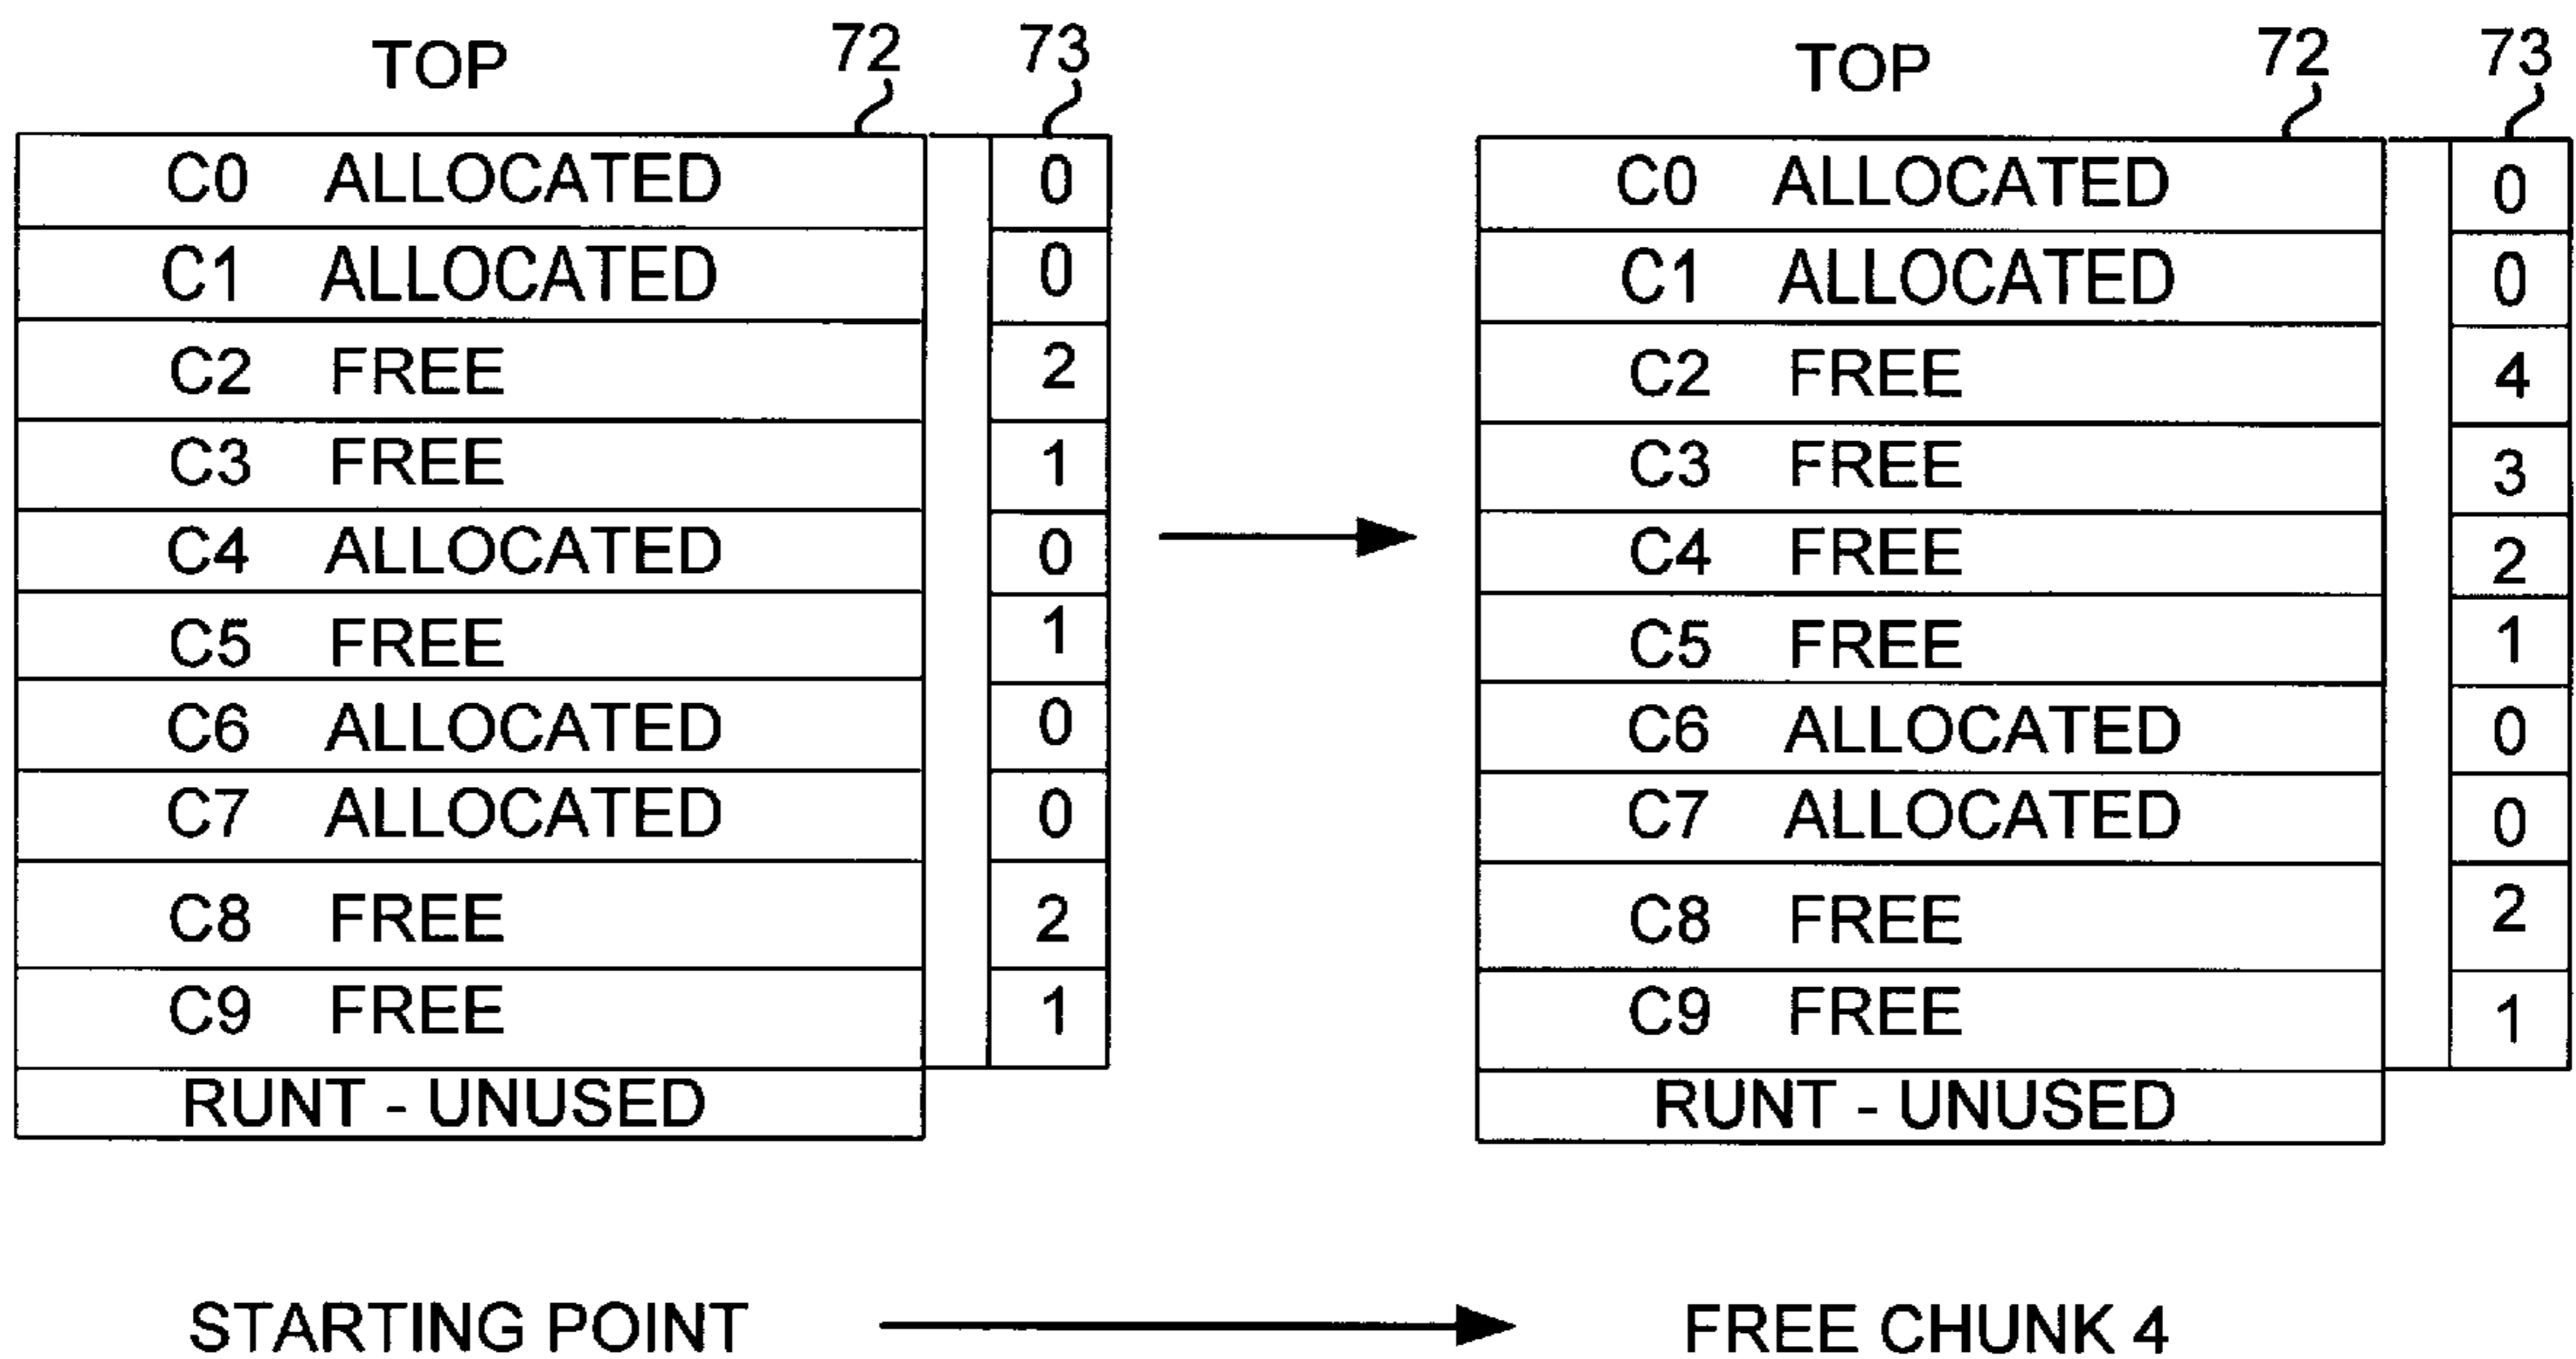 TOP 72 73
C0 ALLOCATED 0
C1 ALLOCATED 0
C2 FREE 2
C3 FREE 1
C4 ALLOCATED 0
C5 FREE 1
C6 ALLOCATED 0
C7 ALLOCATED 0
C8 FREE 2
C9 FREE 1
RUNT - UNUSED
TOP 72 73
C0 ALLOCATED 0
C1 ALLOCATED 0
C2 FREE 4
C3 FREE 3
C4 FREE 2
C5 FREE 1
C6 ALLOCATED 0
C7 ALLOCATED 0
C8 FREE 2
C9 FREE 1
RUNT - UNUSED
STARTING POINT
FREE CHUNK 4